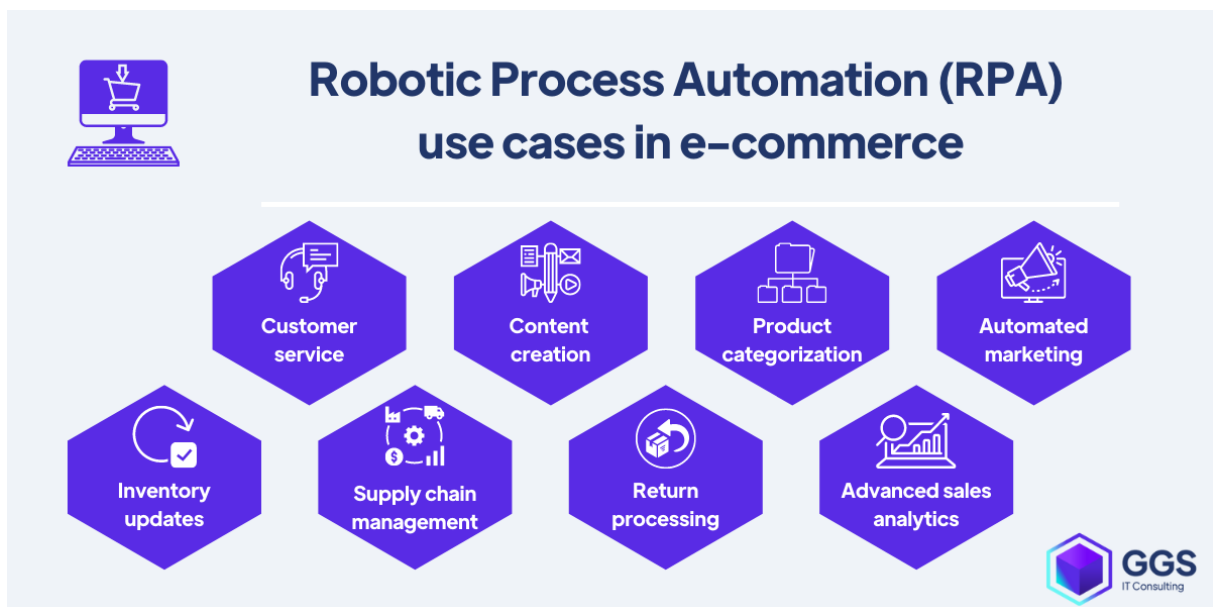 Robotic Process Automation (RPA)
use cases in e-commerce
Customer
service
Content
creation
Product
categorization
Automated
marketing
Inventory
updates
Supply chain
management
Return
processing
Advanced sales
analytics
$
GGS
IT Consulting